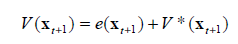 V(x_{t+1}) = e(x_{t+1}) + V*(x_{t+1})